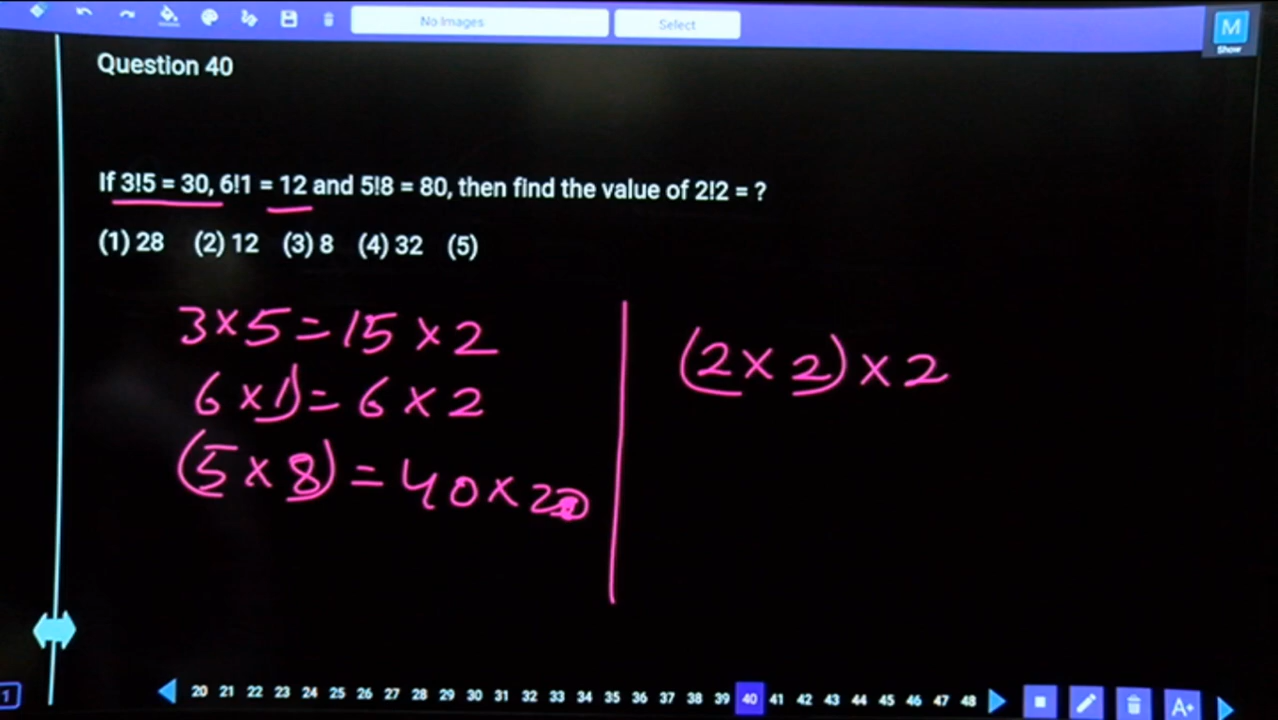 No Images Select
M
Show
Question 40
If 3!5 = 30, 6!1 = 12 and 5!8 = 80, then find the value of 2!2 = ?
(1) 28 (2) 12 (3) 8 (4) 32 (5)
3×5=15×2
(2×2)×2
6×1)=6×2
(5×8)=40×2
1
20 21 22 23 24 25 26 27 28 29 30 31 32 33 34 35 36 37 38 39 40 41 42 43 44 45 46 47 48
A+